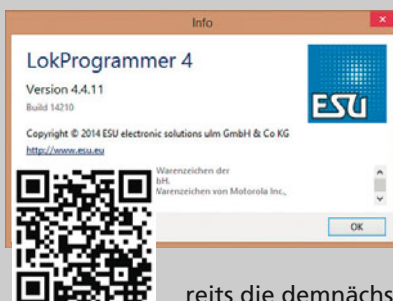 Info
LokProgrammer 4
Version 4.4.11
Build 14210
ESU
Copyright © 2014 ESU electronic solutions ulm GmbH & Co KG
http://www.esu.eu
Warenzeichen der
bH.
Warenzeichen von Motorola Inc.,
OK
reits die demnächs